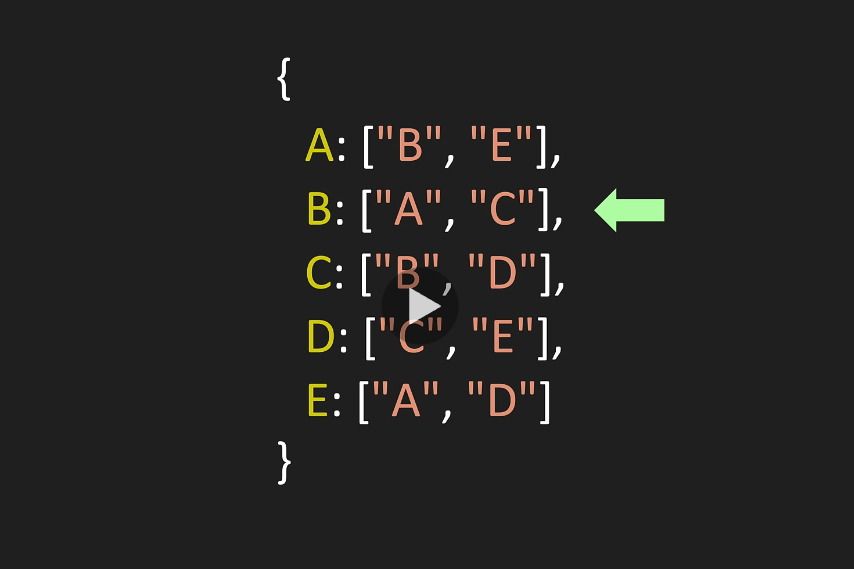 {
A: ["B", "E"],
B: ["A", "C"],
C: ["B", "D"],
D: ["C", "E"],
E: ["A", "D"]
}